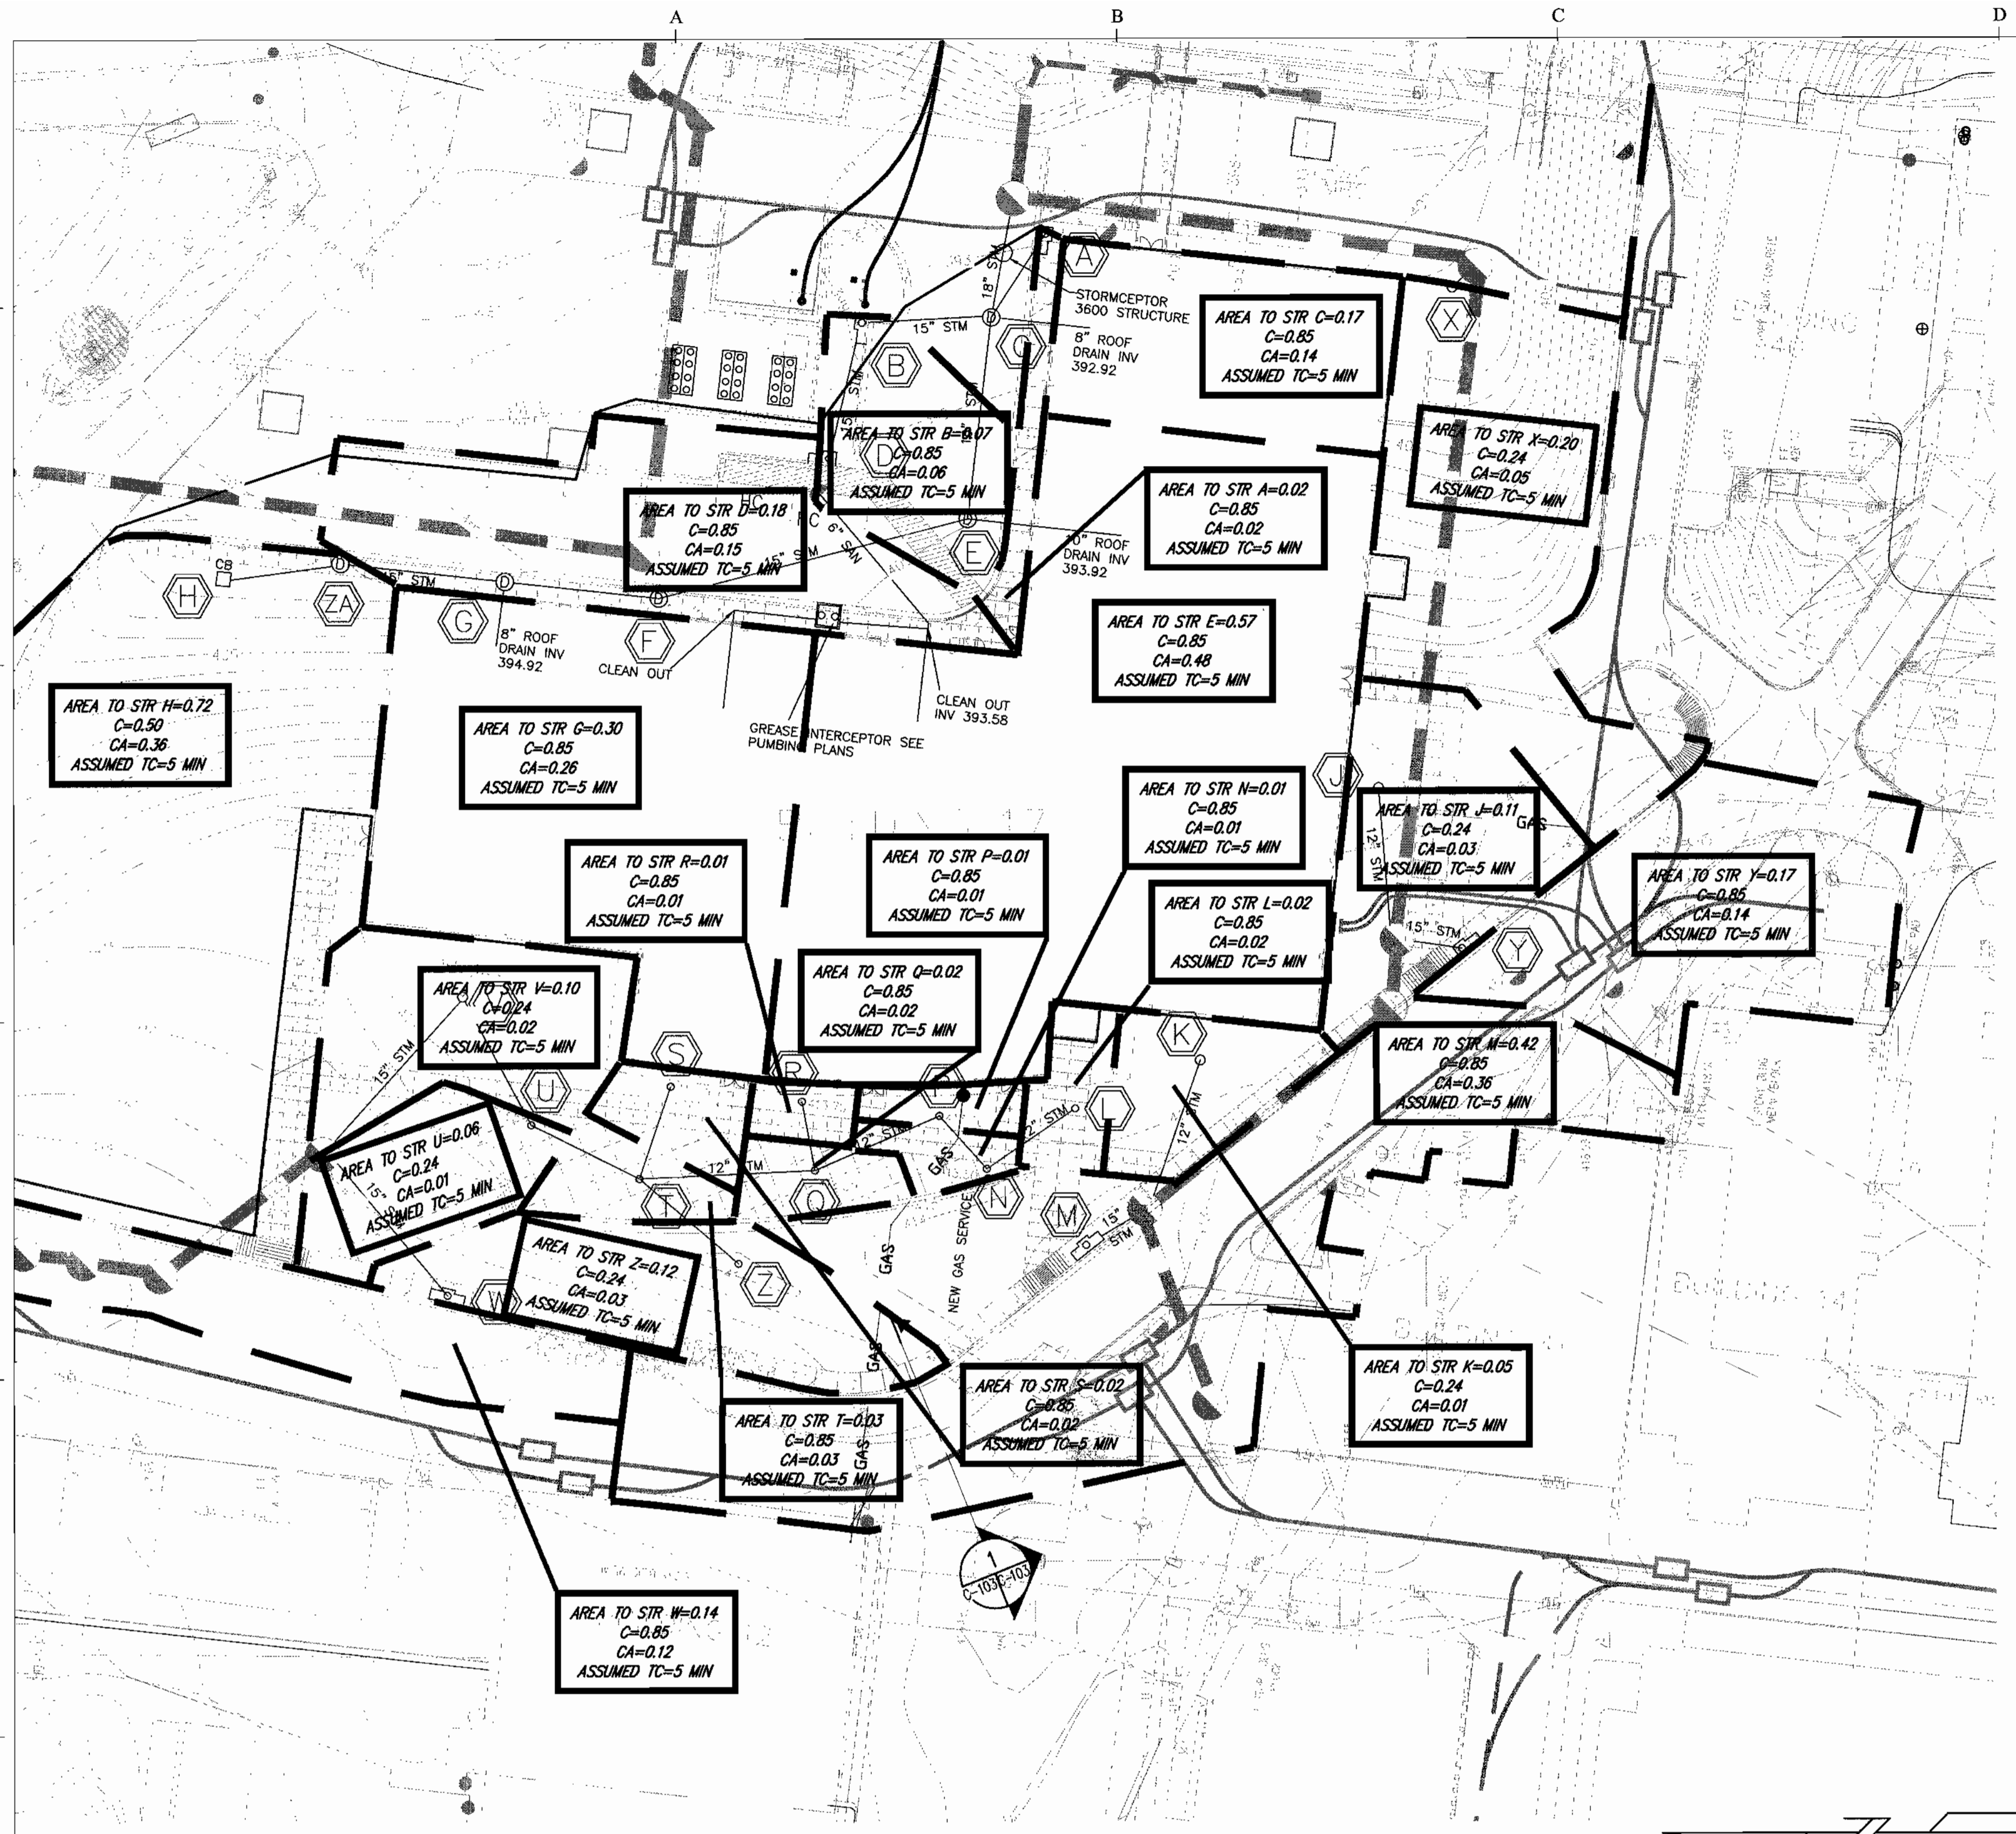 A
B
C
D
A
STORMCEPTOR
3600 STRUCTURE
18" STM
15" STM
8" ROOF
DRAIN INV
392.92
C
B
X
AREA TO STR C=0.17
C=0.85
CA=0.14
ASSUMED TC=5 MIN
AREA TO STR B=0.07
C=0.85
CA=0.06
ASSUMED TC=5 MIN
D
AREA TO STR X=0.20
C=0.24
CA=0.05
ASSUMED TC=5 MIN
AREA TO STR D=0.18
C=0.85
CA=0.15
ASSUMED TC=5 MIN
HC
6" SAN
15" STM
AREA TO STR A=0.02
C=0.85
CA=0.02
ASSUMED TC=5 MIN
E
ROOF
DRAIN INV
393.92
CB
H
ZA
STM
G
F
8" ROOF
DRAIN INV
394.92
CLEAN OUT
GREASE INTERCEPTOR SEE
PUMBING PLANS
CLEAN OUT
INV 393.58
AREA TO STR E=0.57
C=0.85
CA=0.48
ASSUMED TC=5 MIN
AREA TO STR H=0.72
C=0.50
CA=0.36
ASSUMED TC=5 MIN
AREA TO STR G=0.30
C=0.85
CA=0.26
ASSUMED TC=5 MIN
AREA TO STR N=0.01
C=0.85
CA=0.01
ASSUMED TC=5 MIN
J
AREA TO STR J=0.11
C=0.24
CA=0.03
ASSUMED TC=5 MIN
GAS
12" STM
AREA TO STR R=0.01
C=0.85
CA=0.01
ASSUMED TC=5 MIN
AREA TO STR P=0.01
C=0.85
CA=0.01
ASSUMED TC=5 MIN
AREA TO STR L=0.02
C=0.85
CA=0.02
ASSUMED TC=5 MIN
AREA TO STR Y=0.17
C=0.85
CA=0.14
ASSUMED TC=5 MIN
15" STM
Y
AREA TO STR V=0.10
C=0.24
CA=0.02
ASSUMED TC=5 MIN
AREA TO STR Q=0.02
C=0.85
CA=0.02
ASSUMED TC=5 MIN
15" STM
S
R
P
K
U
L
AREA TO STR M=0.42
C=0.85
CA=0.36
ASSUMED TC=5 MIN
AREA TO STR U=0.06
C=0.24
CA=0.01
ASSUMED TC=5 MIN
12" STM
12" STM
GAS
T
Q
N
M
15" STM
AREA TO STR Z=0.12
C=0.24
CA=0.03
ASSUMED TC=5 MIN
Z
W
GAS
NEW GAS SERVICE
GAS
AREA TO STR S=0.02
C=0.85
CA=0.02
ASSUMED TC=5 MIN
AREA TO STR K=0.05
C=0.24
CA=0.01
ASSUMED TC=5 MIN
AREA TO STR T=0.03
C=0.85
CA=0.03
ASSUMED TC=5 MIN
GAS
1
C-103 C-103
AREA TO STR W=0.14
C=0.85
CA=0.12
ASSUMED TC=5 MIN